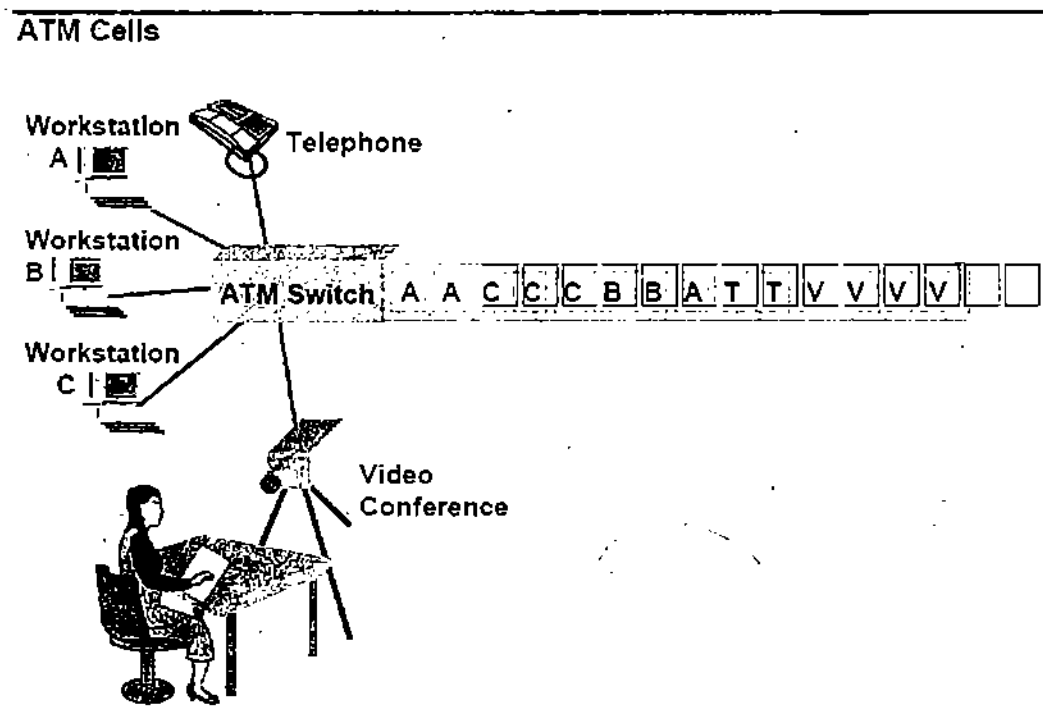 ATM Cells
Workstation
A
Telephone
Workstation
B
ATM Switch A A C C C B B A T T V V V V
Workstation
C
Video
Conference